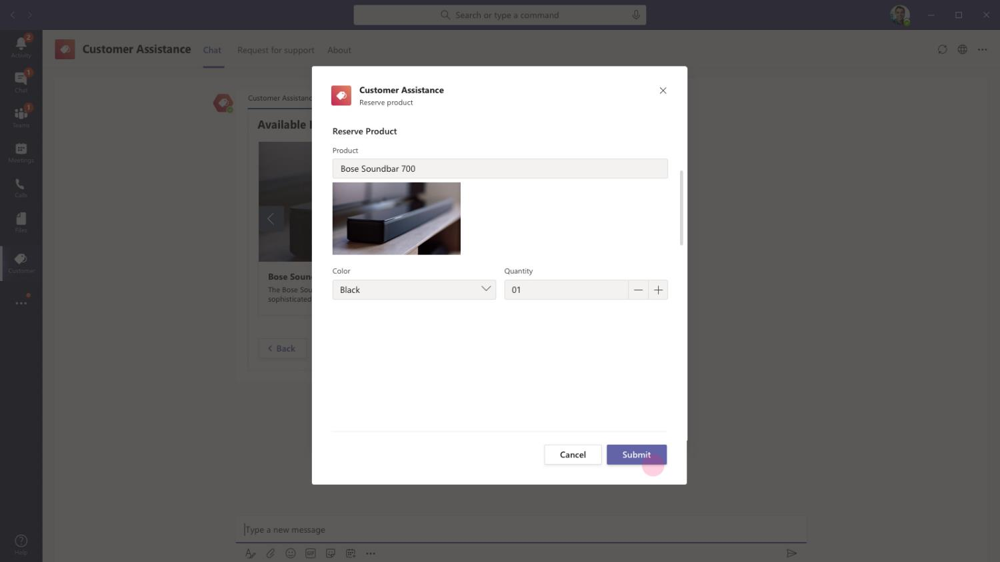 Search or type a command
Activity
2
Chat
1
Teams
1
Meetings
Calls
Files
Customer
Help
Customer Assistance
Chat
Request for support
About
Customer Assistanc
Available
Bose Soun
The Bose Sou
sophisticated
Back
Customer Assistance
Reserve product
Reserve Product
Product
Bose Soundbar 700
Color
Quantity
Black
01
Cancel
Submit
Type a new message
GIF